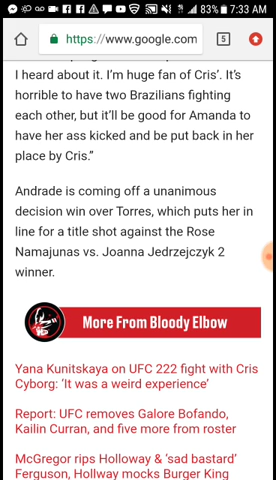 83% 7:33 AM
https://www.google.com 5
I heard about it. I'm huge fan of Cris'. It's
horrible to have two Brazilians fighting
each other, but it'll be good for Amanda to
have her ass kicked and be put back in her
place by Cris.”
Andrade is coming off a unanimous
decision win over Torres, which puts her in
line for a title shot against the Rose
Namajunas vs. Joanna Jedrzejczyk 2
winner.
More From Bloody Elbow
Yana Kunitskaya on UFC 222 fight with Cris
Cyborg: ‘It was a weird experience’
Report: UFC removes Galore Bofando,
Kailin Curran, and five more from roster
McGregor rips Holloway & ‘sad bastard’
Ferguson, Hollway mocks Burger King